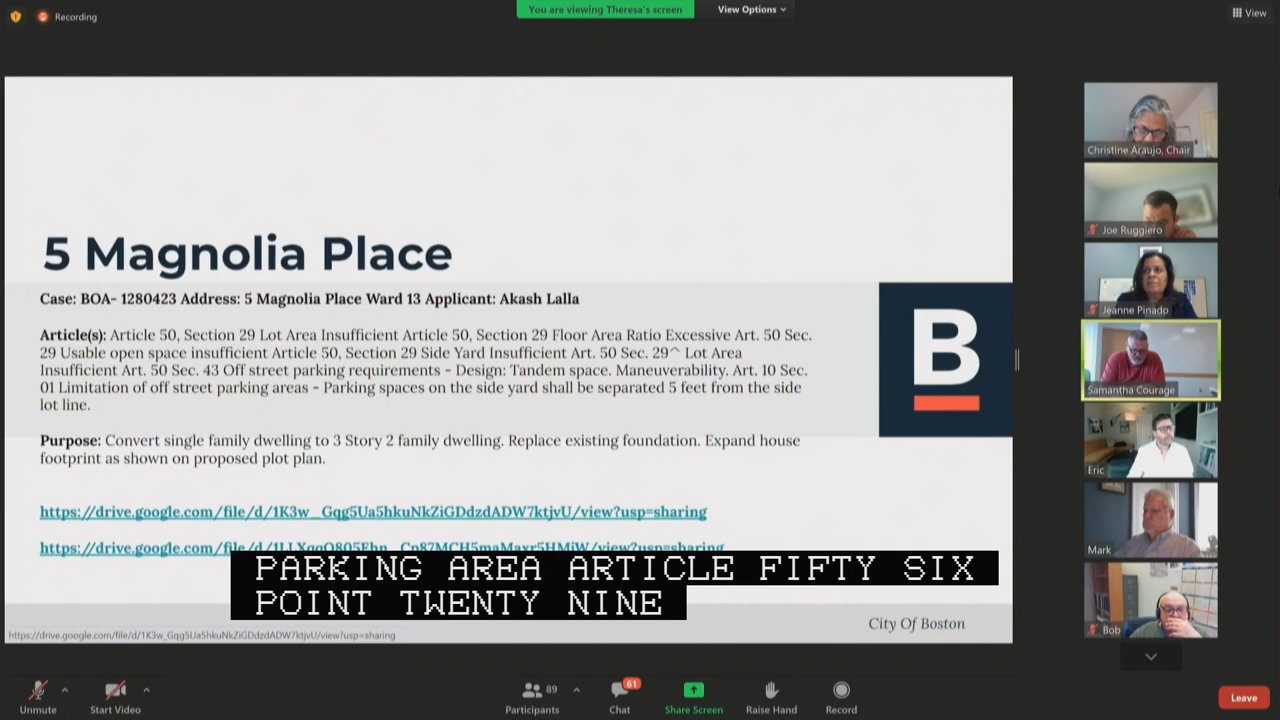 Recording
You are viewing Theresa's screen
View Options
View
5 Magnolia Place
Case: BOA- 1280423 Address: 5 Magnolia Place Ward 13 Applicant: Akash Lalla
Article(s): Article 50, Section 29 Lot Area Insufficient Article 50, Section 29 Floor Area Ratio Excessive Art. 50 Sec.
29 Usable open space insufficient Article 50, Section 29 Side Yard Insufficient Art. 50 Sec. 29^ Lot Area
Insufficient Art. 50 Sec. 43 Off street parking requirements - Design: Tandem space. Maneuverability. Art. 10 Sec.
01 Limitation of off street parking areas - Parking spaces on the side yard shall be separated 5 feet from the side
lot line.
Purpose: Convert single family dwelling to 3 Story 2 family dwelling. Replace existing foundation. Expand house
footprint as shown on proposed plot plan.
https://drive.google.com/file/d/1K3w_Gqg5Ua5hkuNkZiGDdzdADW7ktjvU/view?usp=sharing
B
PARKING AREA ARTICLE FIFTY SIX
POINT TWENTY NINE
City Of Boston
https://drive.google.com/file/d/1K3w_Gqg5Ua5hkuNkZiGDdzdADW7ktjvU/view?usp=sharing
Christine Araujo, Chair
Joe Ruggiero
Jeanne Pinado
Samantha Courage
Eric
Mark
Bob
Unmute
Start Video
89
Participants
61
Chat
Share Screen
Raise Hand
Record
Leave